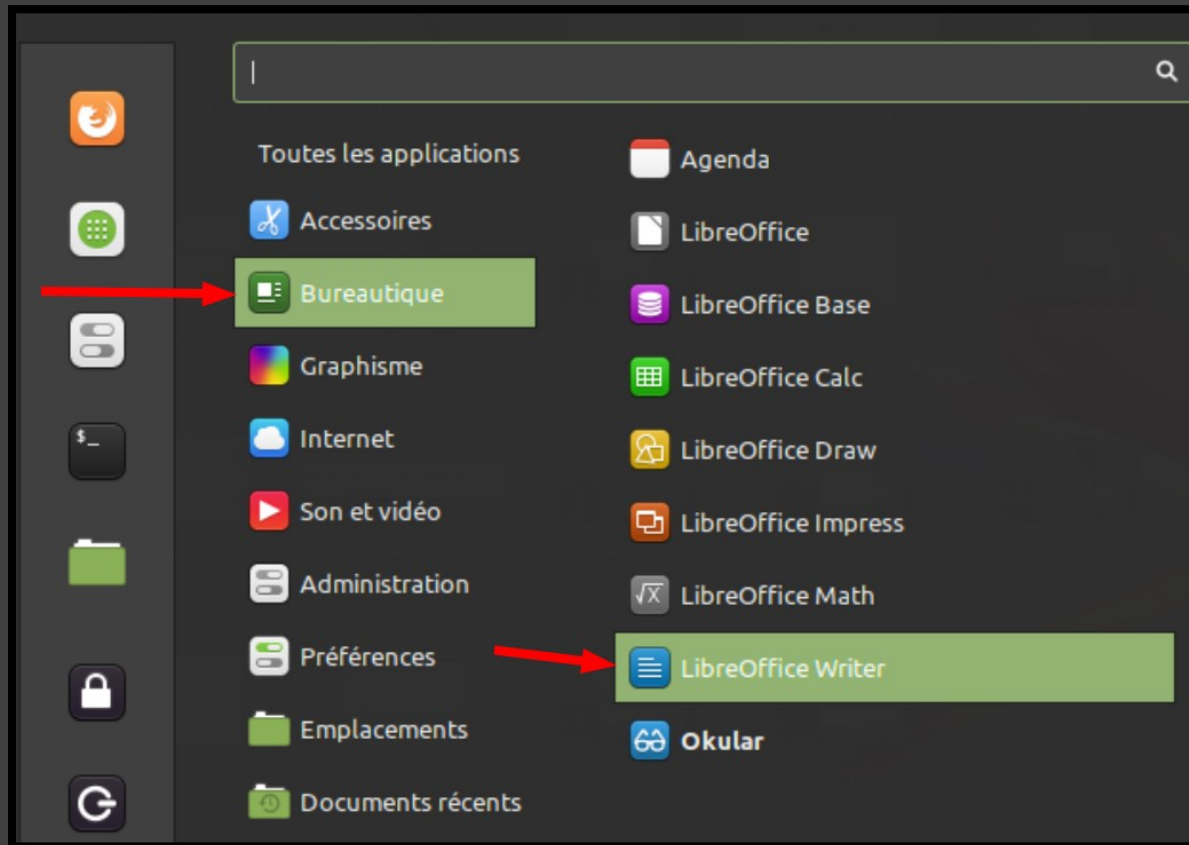 Toutes les applications
Accessoires
Bureautique
Graphisme
Internet
Son et vidéo
Administration
Préférences
Emplacements
Documents récents
Agenda
LibreOffice
LibreOffice Base
LibreOffice Calc
LibreOffice Draw
LibreOffice Impress
LibreOffice Math
LibreOffice Writer
Okular
$_
√x